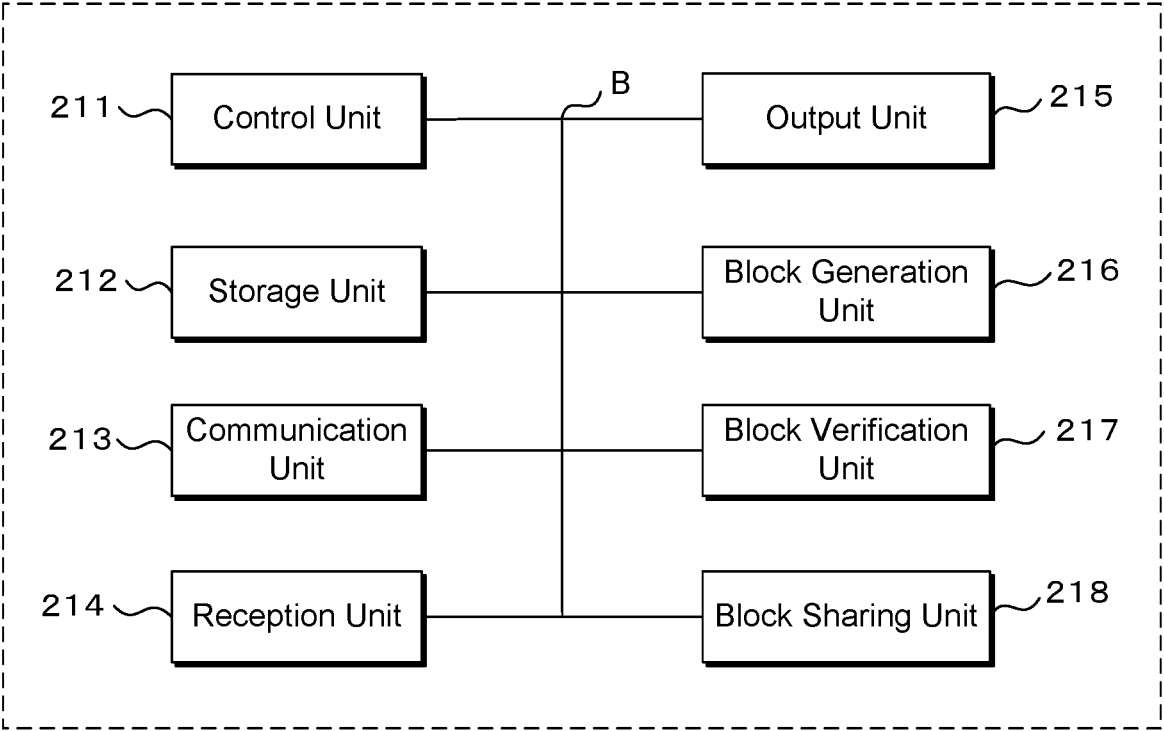 B
211
Control Unit
Output Unit
215
212
Storage Unit
Block Generation
Unit
216
213
Communication
Unit
Block Verification
Unit
217
214
Reception Unit
Block Sharing Unit
218